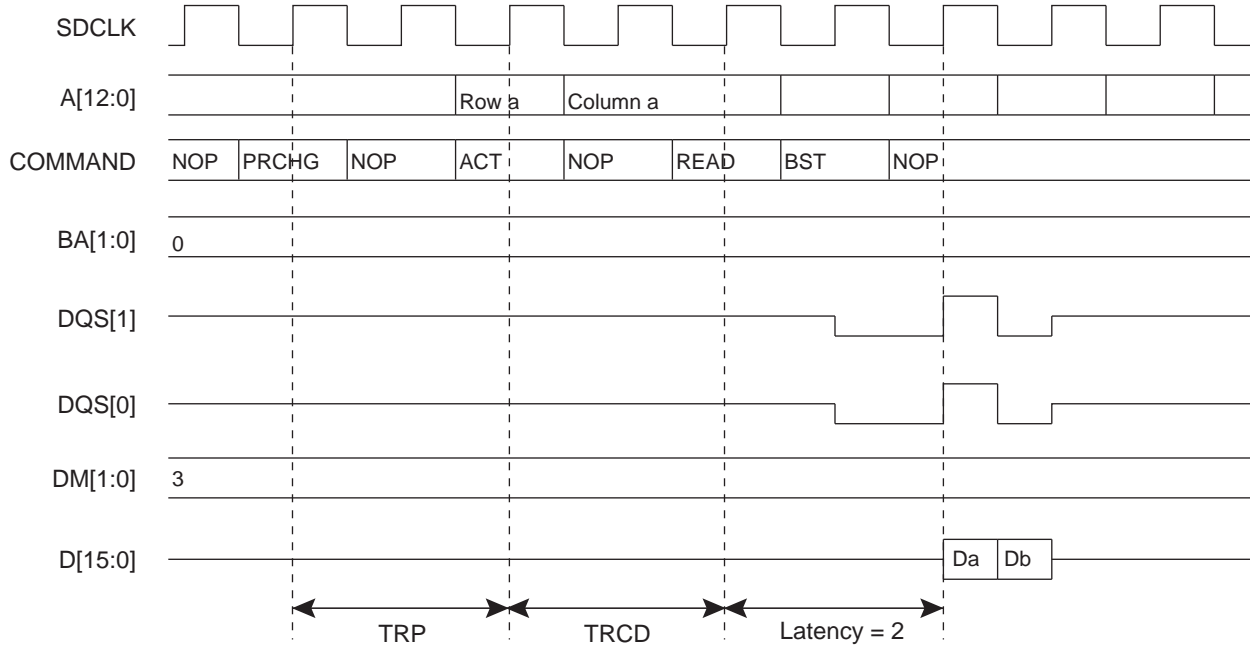 SDCLK
A[12:0] Row a Column a
COMMAND NOP PRCHG NOP ACT NOP READ BST NOP
BA[1:0] 0
DQS[1]
DQS[0]
DM[1:0] 3
D[15:0] Da Db
TRP TRCD Latency = 2